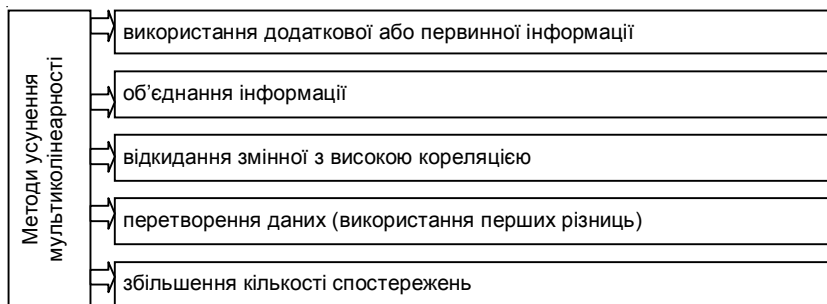 Методи усунення
мультиколінеарності
використання додаткової або первинної інформації
об’єднання інформації
відкидання змінної з високою кореляцією
перетворення даних (використання перших різниць)
збільшення кількості спостережень